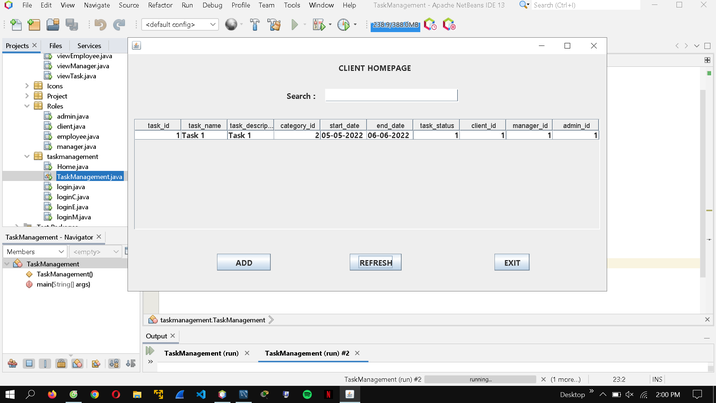 File Edit View Navigate Source Refactor Run Debug Profile Team Tools Window Help TaskManagement - Apache NetBeans IDE 13 Search (Ctrl+I)
<default config> 239.9/388.0MB
Projects Files Services
viewEmployee.java
viewManager.java
viewTask.java
Icons
Project
Roles
admin.java
client.java
employee.java
manager.java
taskmanagement
Home.java
TaskManagement.java
login.java
loginC.java
loginE.java
loginM.java
TaskManagement - Navigator
Members <empty>
TaskManagement
TaskManagement()
main(String[] args)
CLIENT HOMEPAGE
Search :
task_id task_name task_descrip... category_id start_date end_date task_status client_id manager_id admin_id
1 Task 1 Task 1 2 05-05-2022 06-06-2022 1 1 1 1
ADD REFRESH EXIT
taskmanagement.TaskManagement
Output
TaskManagement (run) TaskManagement (run) #2
TaskManagement (run) #2 running... (1 more...) 23:2 INS
Desktop 2:00 PM